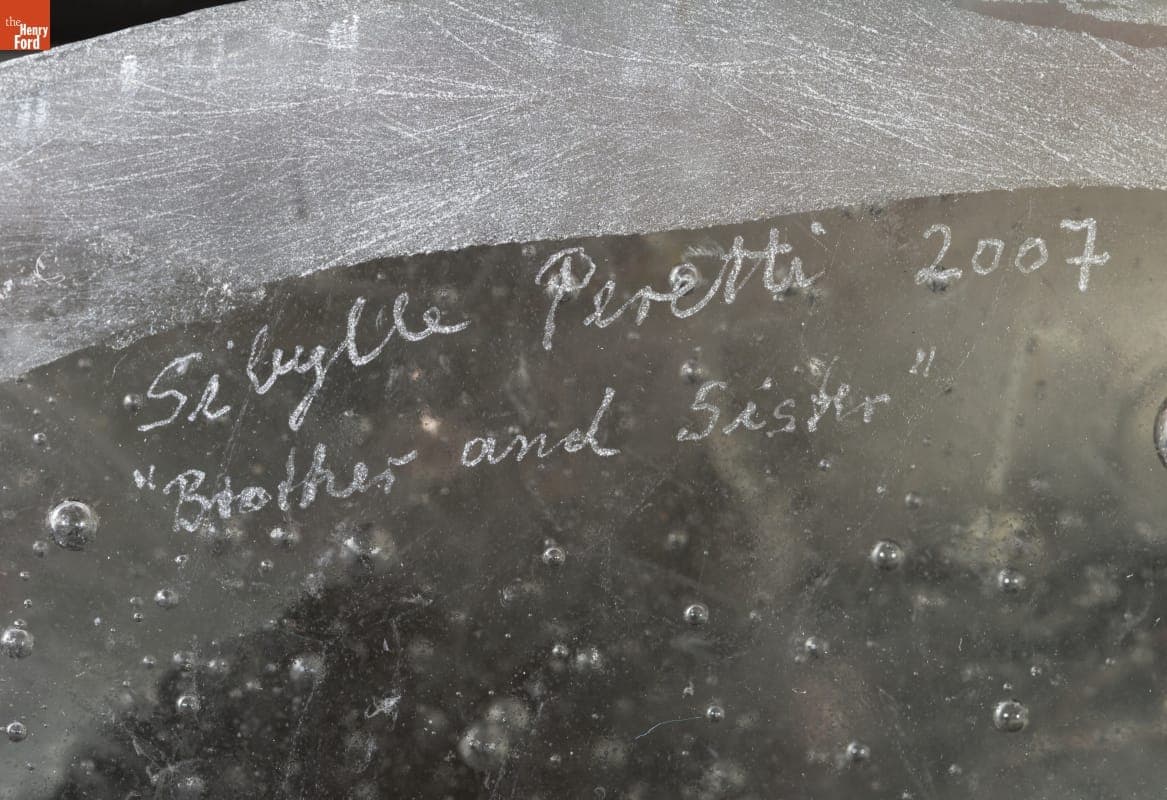 the
Henry
Ford
Sibylle Peretti 2007
"Brother and Sister"